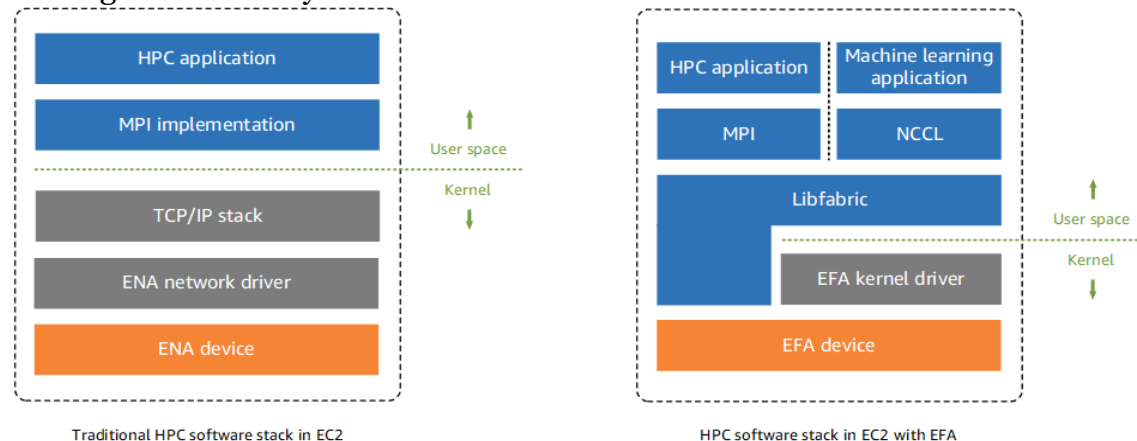 HPC application
MPI implementation
User space
Kernel
TCP/IP stack
ENA network driver
ENA device
Traditional HPC software stack in EC2
HPC application
Machine learning
application
MPI
NCCL
Libfabric
User space
Kernel
EFA kernel driver
EFA device
HPC software stack in EC2 with EFA